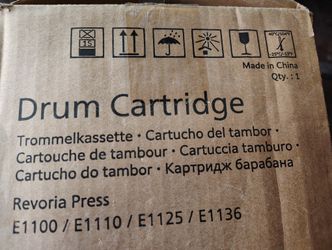 15
Made in China
Qty. : 1
Drum Cartridge
Trommelkassette · Cartucho del tambor ·
Cartouche de tambour · Cartuccia tamburo ·
Cartucho do tambor · Картридж барабана
Revoria Press
E1100 / E1110 / E1125 / E1136